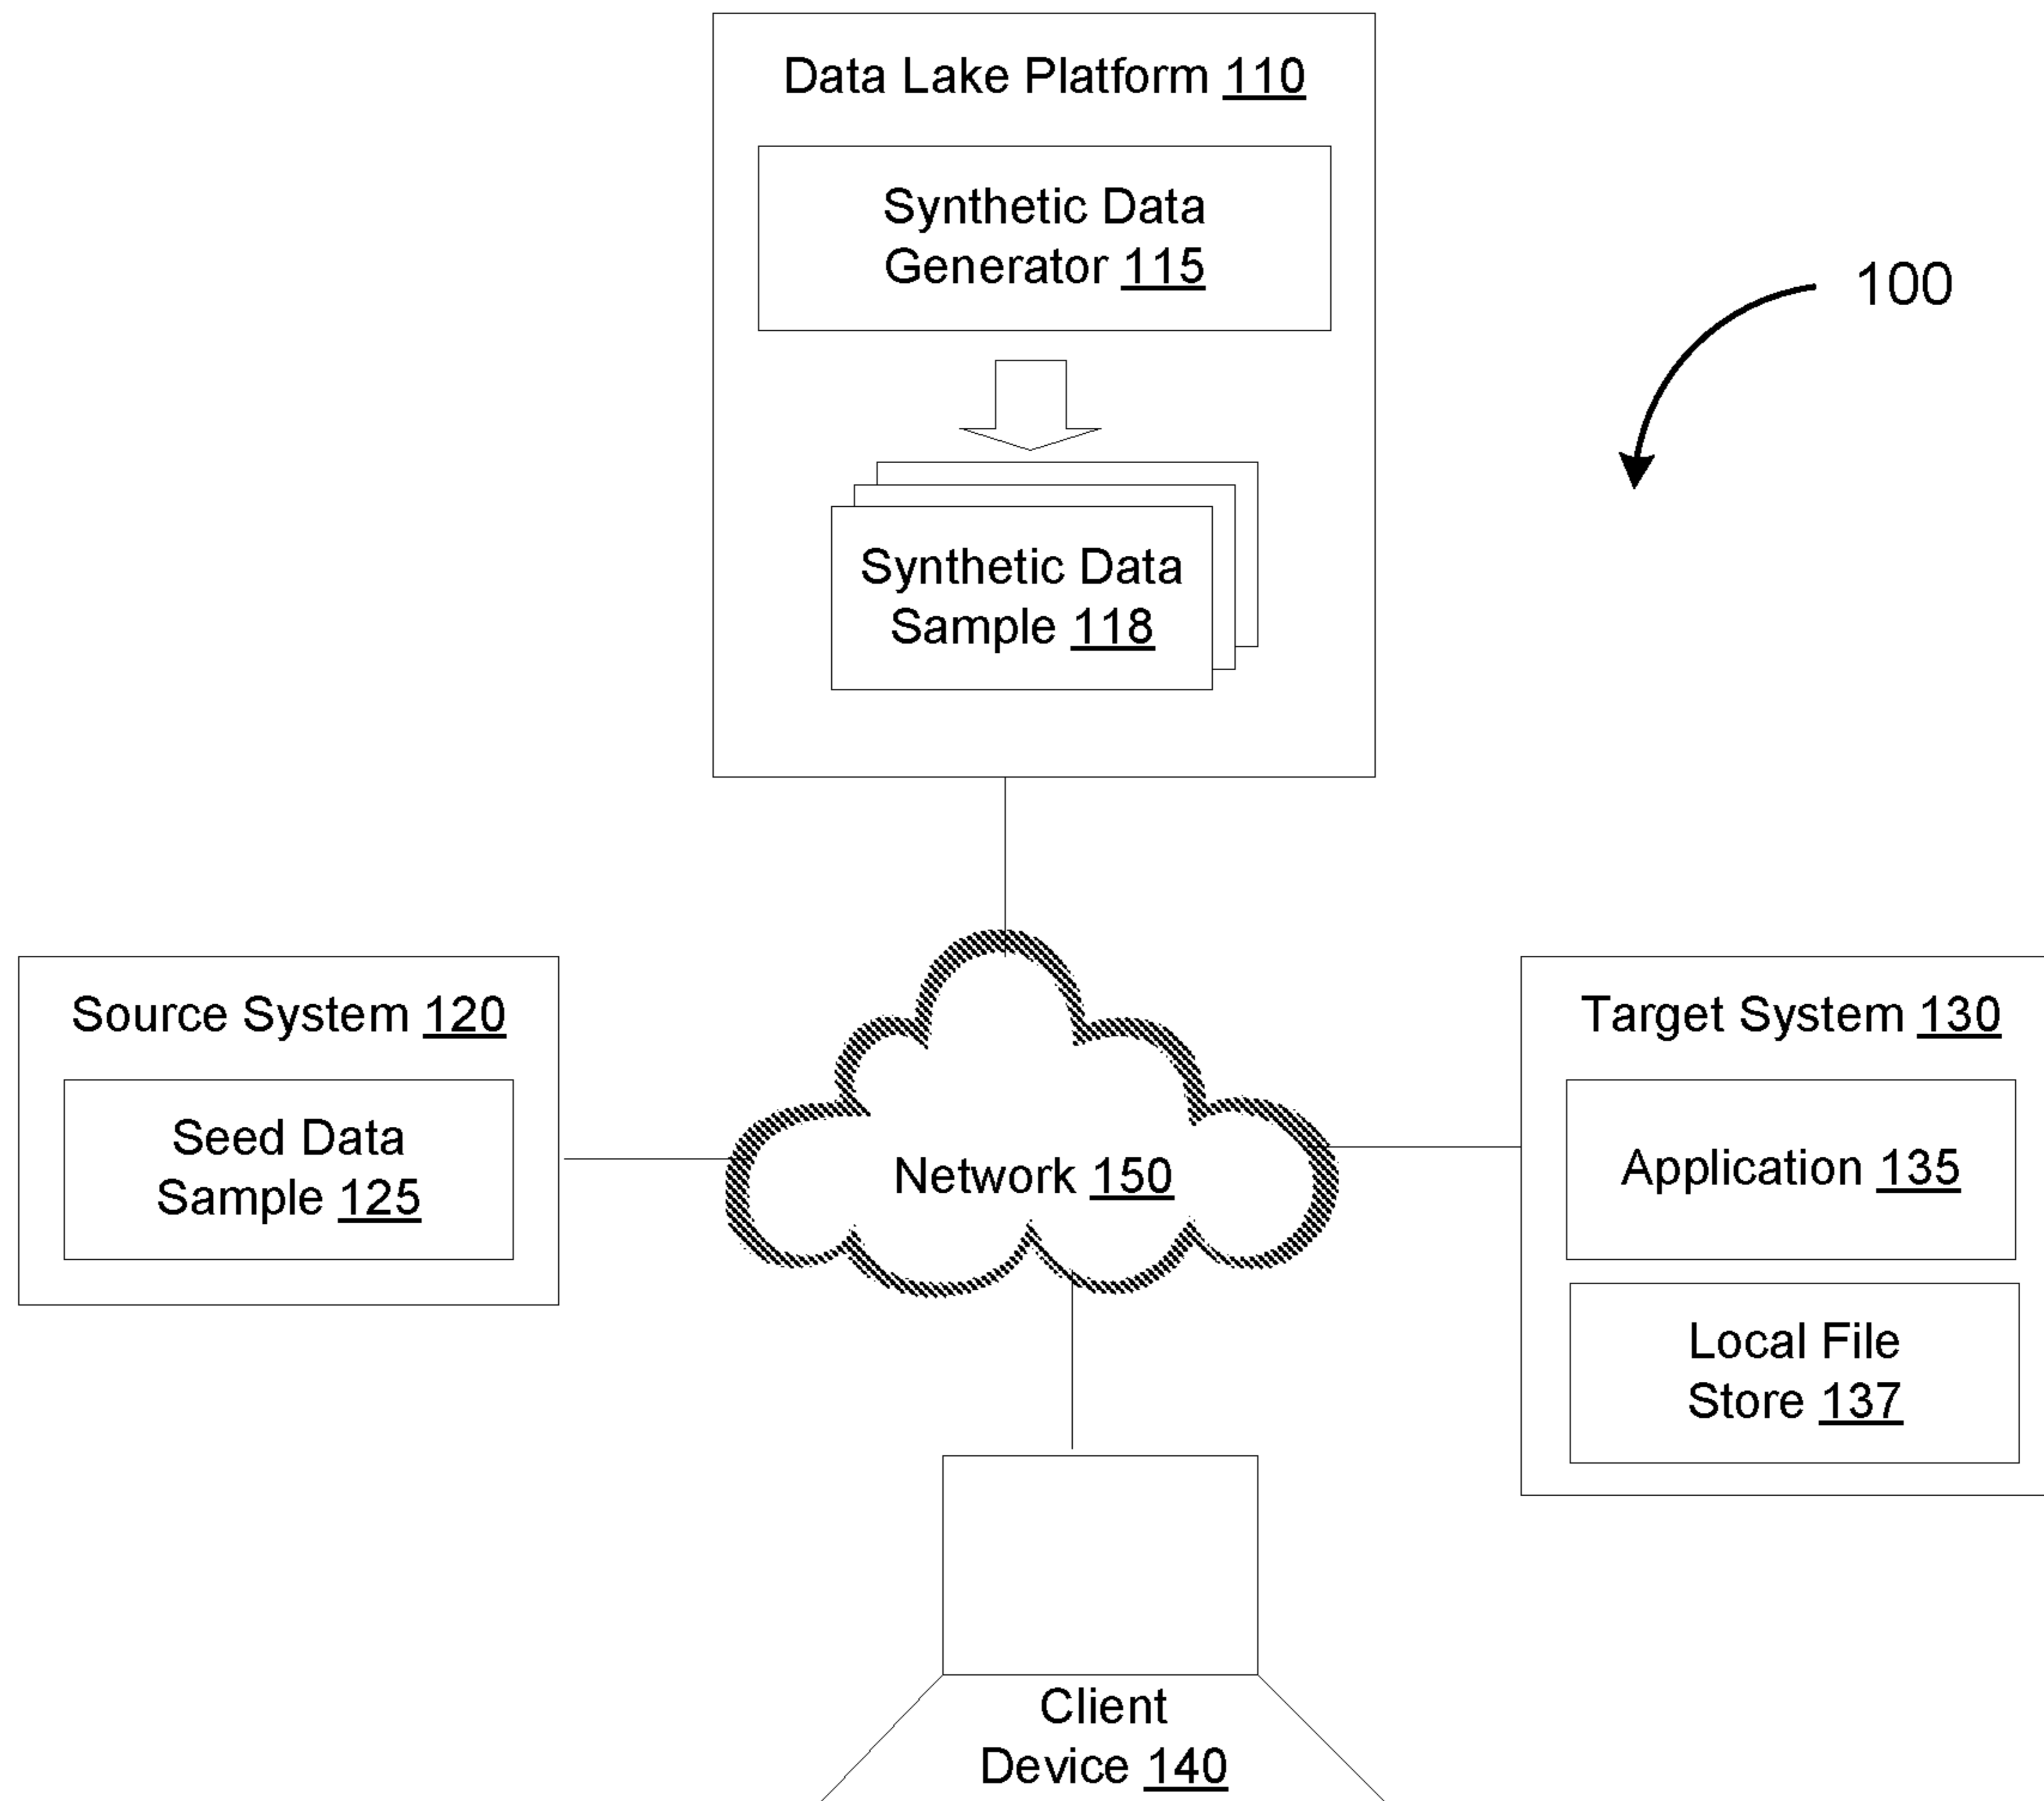 Data Lake Platform 110
Synthetic Data
Generator 115
100
Synthetic Data
Sample 118
Source System 120
Seed Data
Sample 125
Network 150
Target System 130
Application 135
Local File
Store 137
Client
Device 140